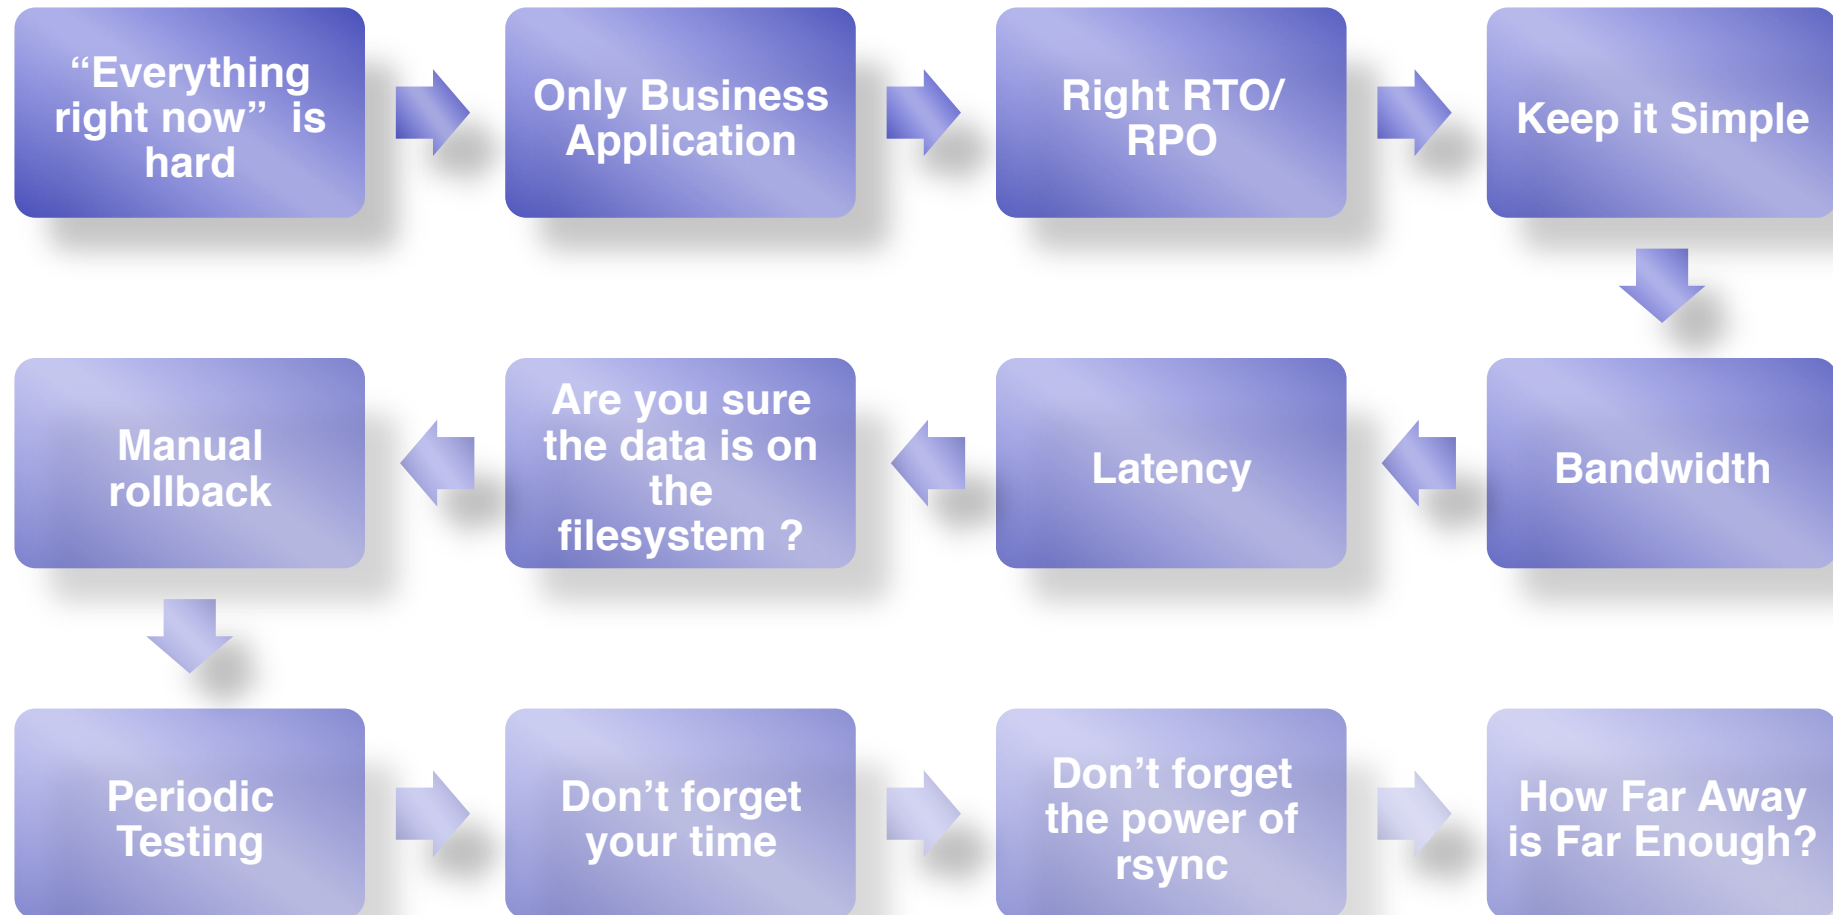 “Everything
right now”  is
hard
Only Business
Application
Right RTO/
RPO
Keep it Simple
Bandwidth
Latency
Are you sure
the data is on
the
filesystem ?
Manual
rollback
Periodic
Testing
Don’t forget
your time
Don’t forget
the power of
rsync
How Far Away
is Far Enough?